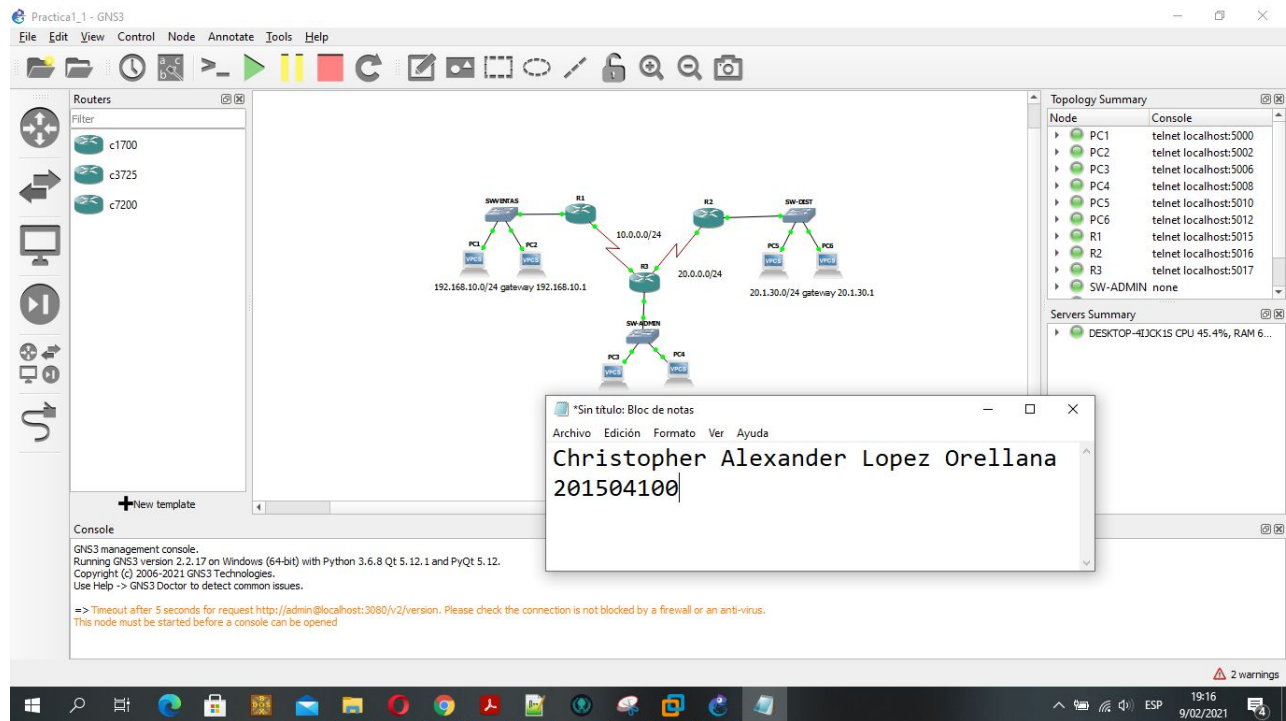 Practica1_1 - GNS3
File Edit View Control Node Annotate Tools Help
Routers
Filter
c1700
c3725
c7200
New template
SWVENTAS
R1
R2
SW-DIST
10.0.0.0/24
PC1
PC2
PC5
PC6
VPCS
VPCS
VPCS
VPCS
R3
20.0.0.0/24
192.168.10.0/24 gateway 192.168.10.1
20.1.30.0/24 gateway 20.1.30.1
SW-ADMIN
PC3
PC4
VPCS
VPCS
Topology Summary
Node Console
PC1 telnet localhost:5000
PC2 telnet localhost:5002
PC3 telnet localhost:5006
PC4 telnet localhost:5008
PC5 telnet localhost:5010
PC6 telnet localhost:5012
R1 telnet localhost:5015
R2 telnet localhost:5016
R3 telnet localhost:5017
SW-ADMIN none
Servers Summary
DESKTOP-4IJCK1S CPU 45.4%, RAM 6...
*Sin título: Bloc de notas
Archivo Edición Formato Ver Ayuda
Christopher Alexander Lopez Orellana
201504100
Console
GNS3 management console.
Running GNS3 version 2.2.17 on Windows (64-bit) with Python 3.6.8 Qt 5.12.1 and PyQt 5.12.
Copyright (c) 2006-2021 GNS3 Technologies.
Use Help -> GNS3 Doctor to detect common issues.
=> Timeout after 5 seconds for request http://admin@localhost:3080/v2/version. Please check the connection is not blocked by a firewall or an anti-virus.
This node must be started before a console can be opened
2 warnings
ESP
19:16
9/02/2021
4